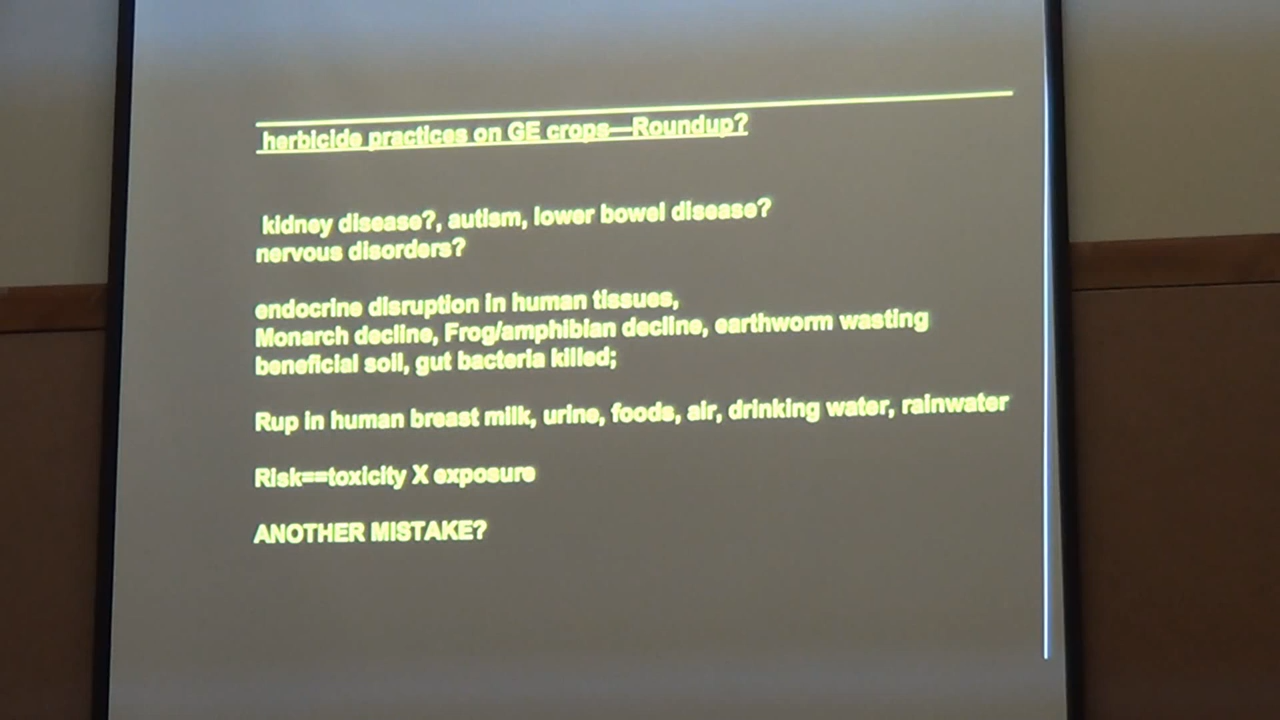 herbicide practices on GE crops—Roundup?
kidney disease?, autism, lower bowel disease?
nervous disorders?
endocrine disruption in human tissues,
Monarch decline, Frog/amphibian decline, earthworm wasting
beneficial soil, gut bacteria killed;
Rup in human breast milk, urine, foods, air, drinking water, rainwater
Risk==toxicity X exposure
ANOTHER MISTAKE?